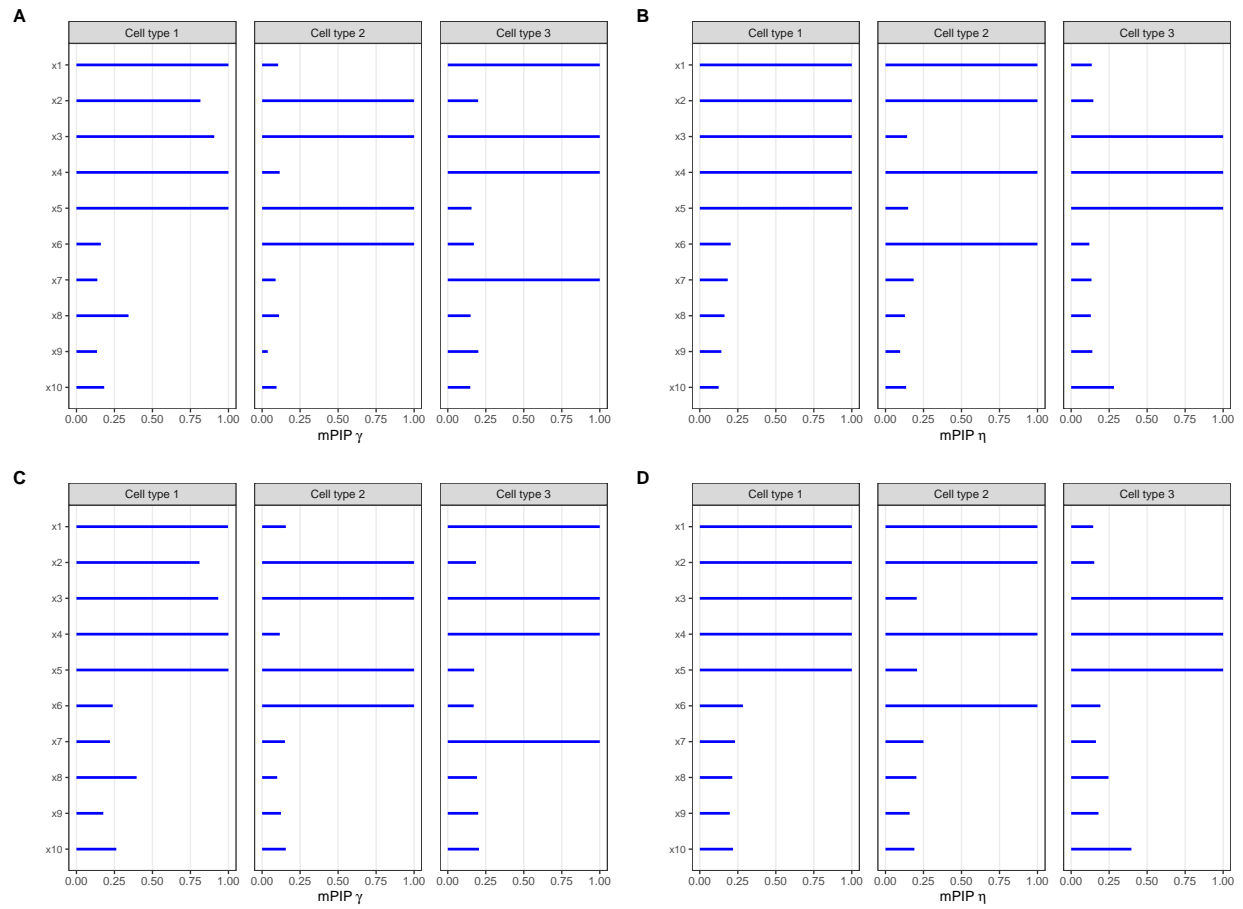 A
Cell type 1 Cell type 2 Cell type 3
x1
x2
x3
x4
x5
x6
x7
x8
x9
x10
0.00 0.25 0.50 0.75 1.00 0.00 0.25 0.50 0.75 1.00 0.00 0.25 0.50 0.75 1.00
mPIP γ
B
Cell type 1 Cell type 2 Cell type 3
x1
x2
x3
x4
x5
x6
x7
x8
x9
x10
0.00 0.25 0.50 0.75 1.00 0.00 0.25 0.50 0.75 1.00 0.00 0.25 0.50 0.75 1.00
mPIP η
C
Cell type 1 Cell type 2 Cell type 3
x1
x2
x3
x4
x5
x6
x7
x8
x9
x10
0.00 0.25 0.50 0.75 1.00 0.00 0.25 0.50 0.75 1.00 0.00 0.25 0.50 0.75 1.00
mPIP γ
D
Cell type 1 Cell type 2 Cell type 3
x1
x2
x3
x4
x5
x6
x7
x8
x9
x10
0.00 0.25 0.50 0.75 1.00 0.00 0.25 0.50 0.75 1.00 0.00 0.25 0.50 0.75 1.00
mPIP η